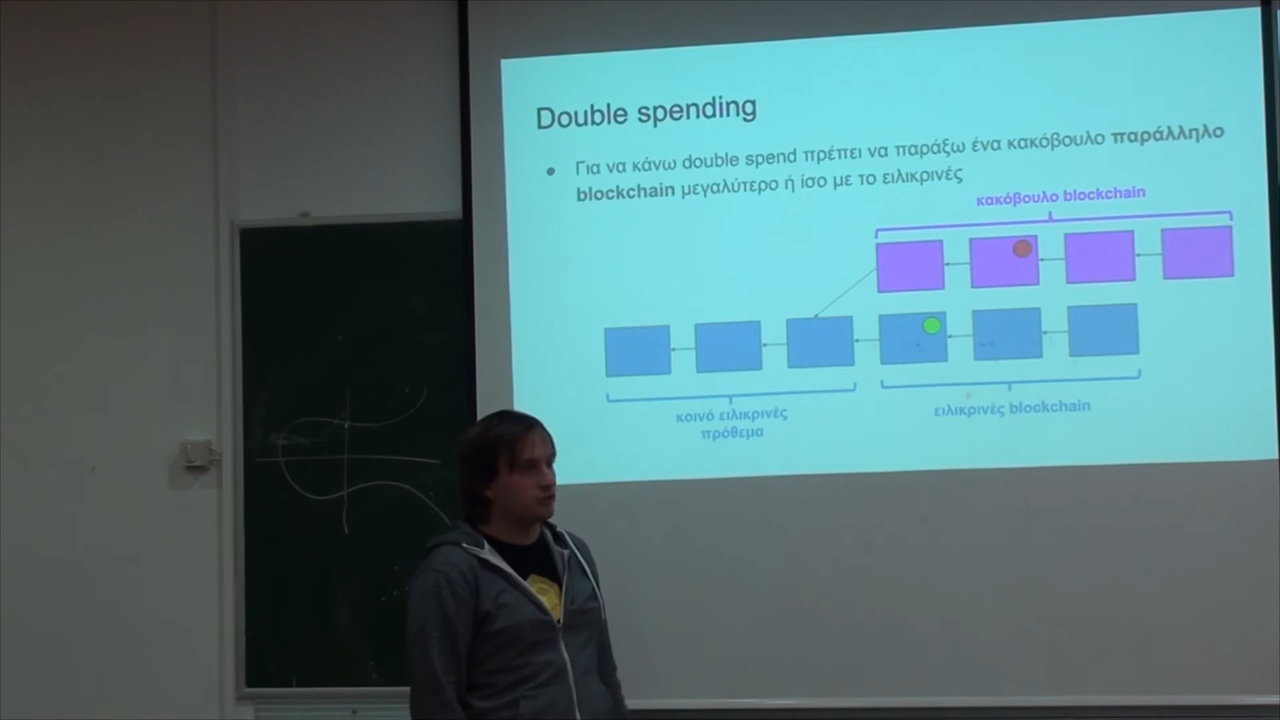 Double spending
● Για να κάνω double spend πρέπει να παράξω ένα κακόβουλο παράλληλο
blockchain μεγαλύτερο ή ίσο με το ειλικρινές
κακόβουλο blockchain
κοινό ειλικρινές
πρόθεμα
ειλικρινές blockchain